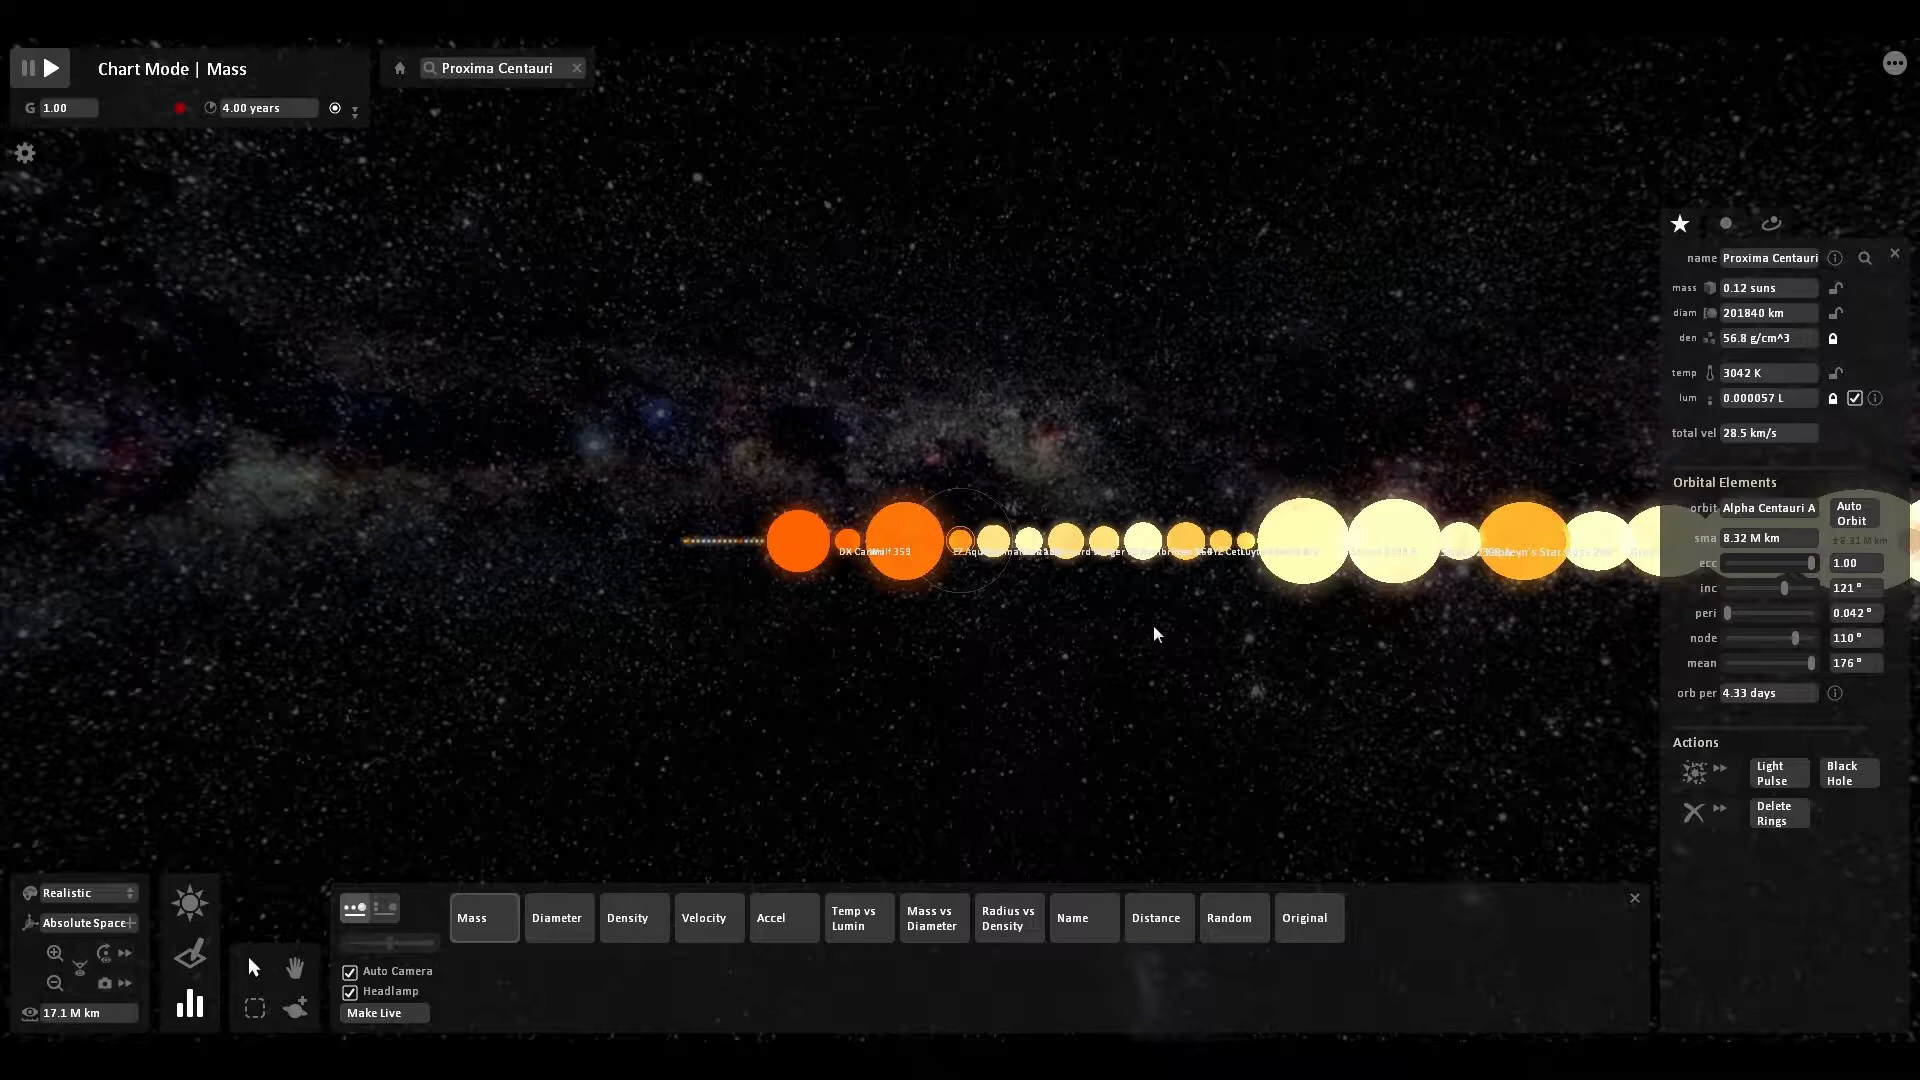 Chart Mode | Mass
Proxima Centauri
G 1.00
4.00 years
name Proxima Centauri
mass 0.12 suns
diam 201840 km
den 56.8 g/cm^3
temp 3042 K
lum 0.000057 L
total vel 28.5 km/s
Orbital Elements
orbit Alpha Centauri A
Auto
Orbit
sma 8.32 M km
±8.31 M km
ecc 1.00
inc 121 °
peri 0.042 °
node 110 °
mean 176 °
orb per 4.33 days
Actions
Light
Pulse
Black
Hole
Delete
Rings
DX Can
Wolf 359
Kapteyn's Star
Realistic
Absolute Space
17.1 M km
Mass
Diameter
Density
Velocity
Accel
Temp vs
Lumin
Mass vs
Diameter
Radius vs
Density
Name
Distance
Random
Original
Auto Camera
Headlamp
Make Live